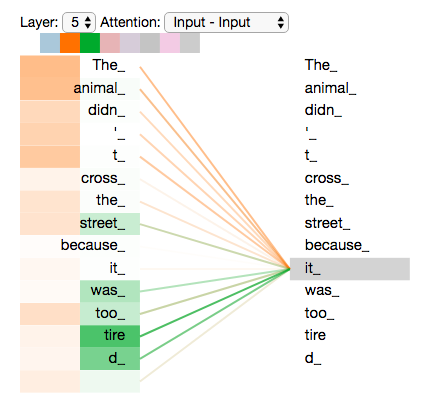 Layer: 5 Attention: Input - Input
The_ The_
animal_ animal_
didn_ didn_
'_ '_
t_ t_
cross_ cross_
the_ the_
street_ street_
because_ because_
it_ it_
was_ was_
too_ too_
tire tire
d_ d_